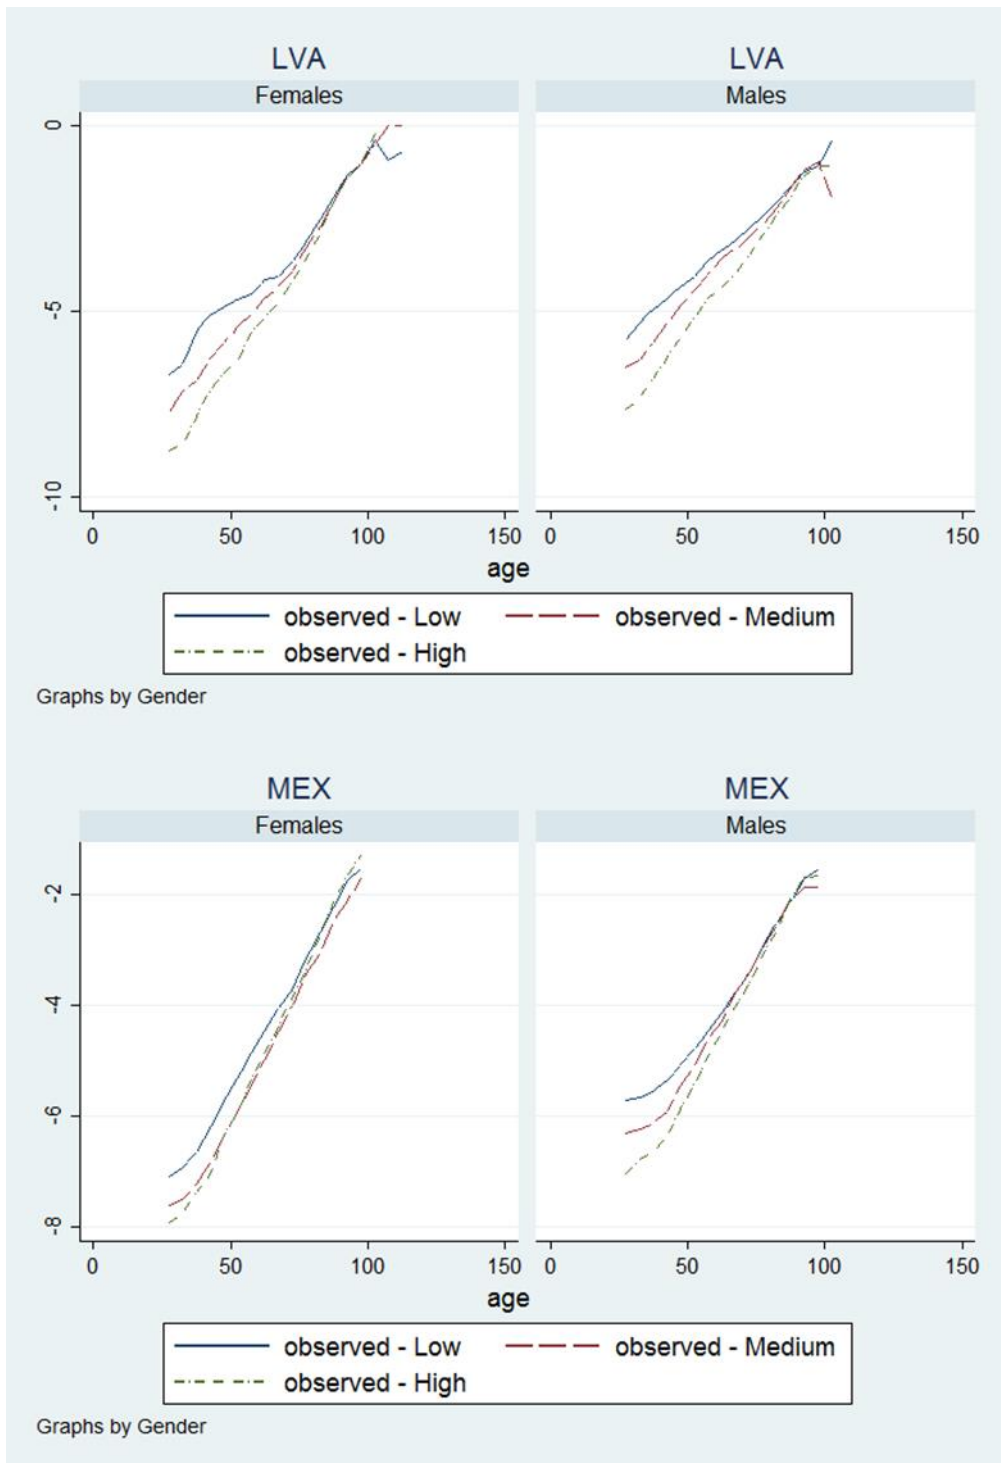 LVA LVA
Females Males
0
-5
-10
0 50 100 150 0 50 100 150
age
observed - Low observed - Medium
observed - High
Graphs by Gender
MEX MEX
Females Males
-2
-4
-6
-8
0 50 100 150 0 50 100 150
age
observed - Low observed - Medium
observed - High
Graphs by Gender